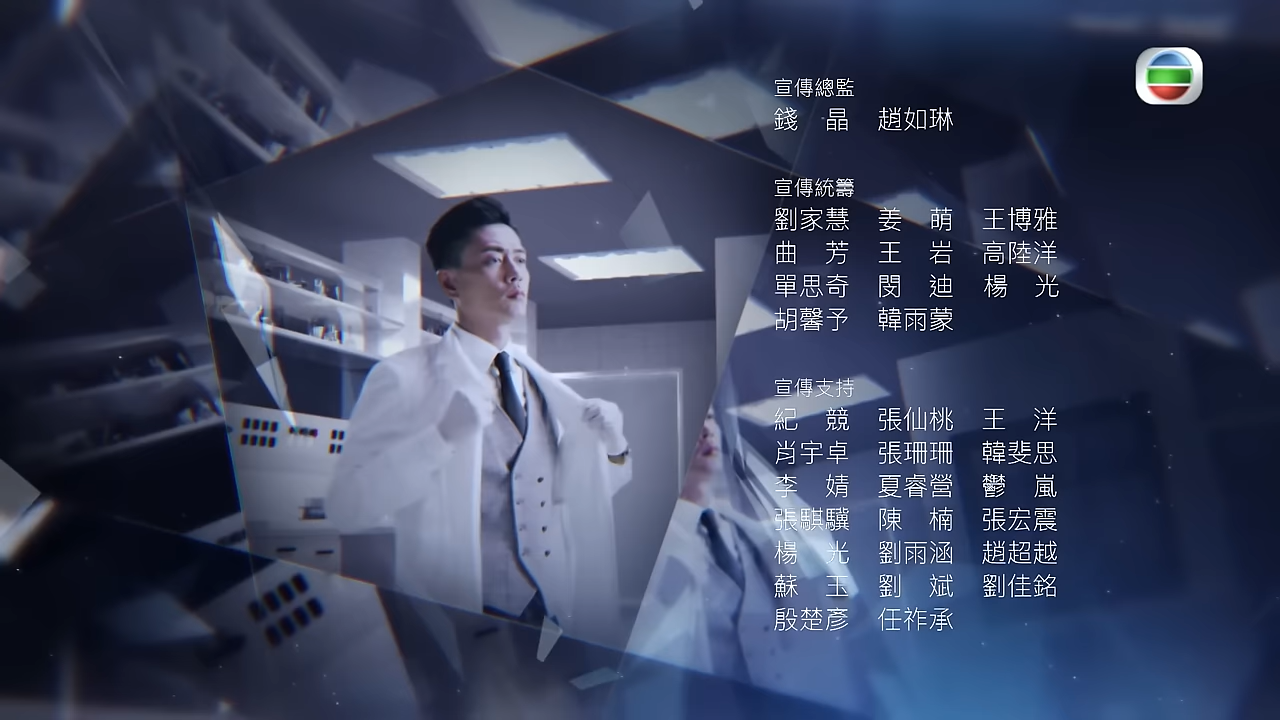 宣傳總監
錢　晶　趙如琳
宣傳統籌
劉家慧　姜　萌　王博雅
曲　芳　王　岩　高陸洋
單思奇　閔　迪　楊　光
胡馨予　韓雨蒙
宣傳支持
紀　競　張仙桃　王　洋
肖宇卓　張珊珊　韓斐思
李　婧　夏睿營　鬱　嵐
張騏驥　陳　楠　張宏震
楊　光　劉雨涵　趙超越
蘇　玉　劉　斌　劉佳銘
殷楚彥　任祚承